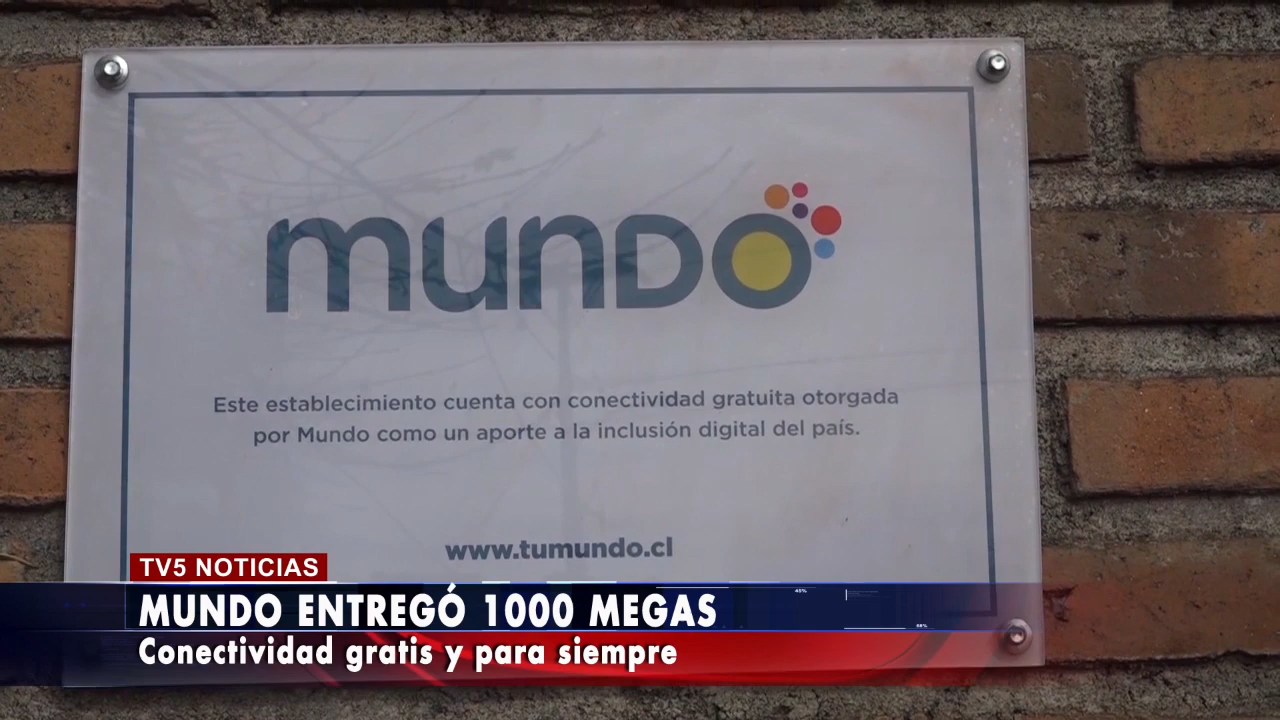 mundo
Este establecimiento cuenta con conectividad gratuita otorgada
por Mundo como un aporte a la inclusión digital del país.
www.tumundo.cl
TV5 NOTICIAS
MUNDO ENTREGÓ 1000 MEGAS
Conectividad gratis y para siempre